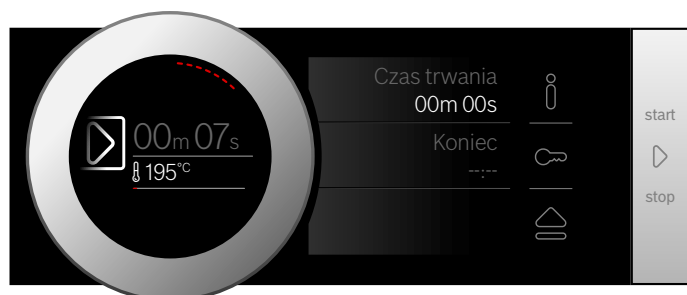 00m 07s
195°C
Czas trwania
00m 00s
Koniec
--:--
start
stop